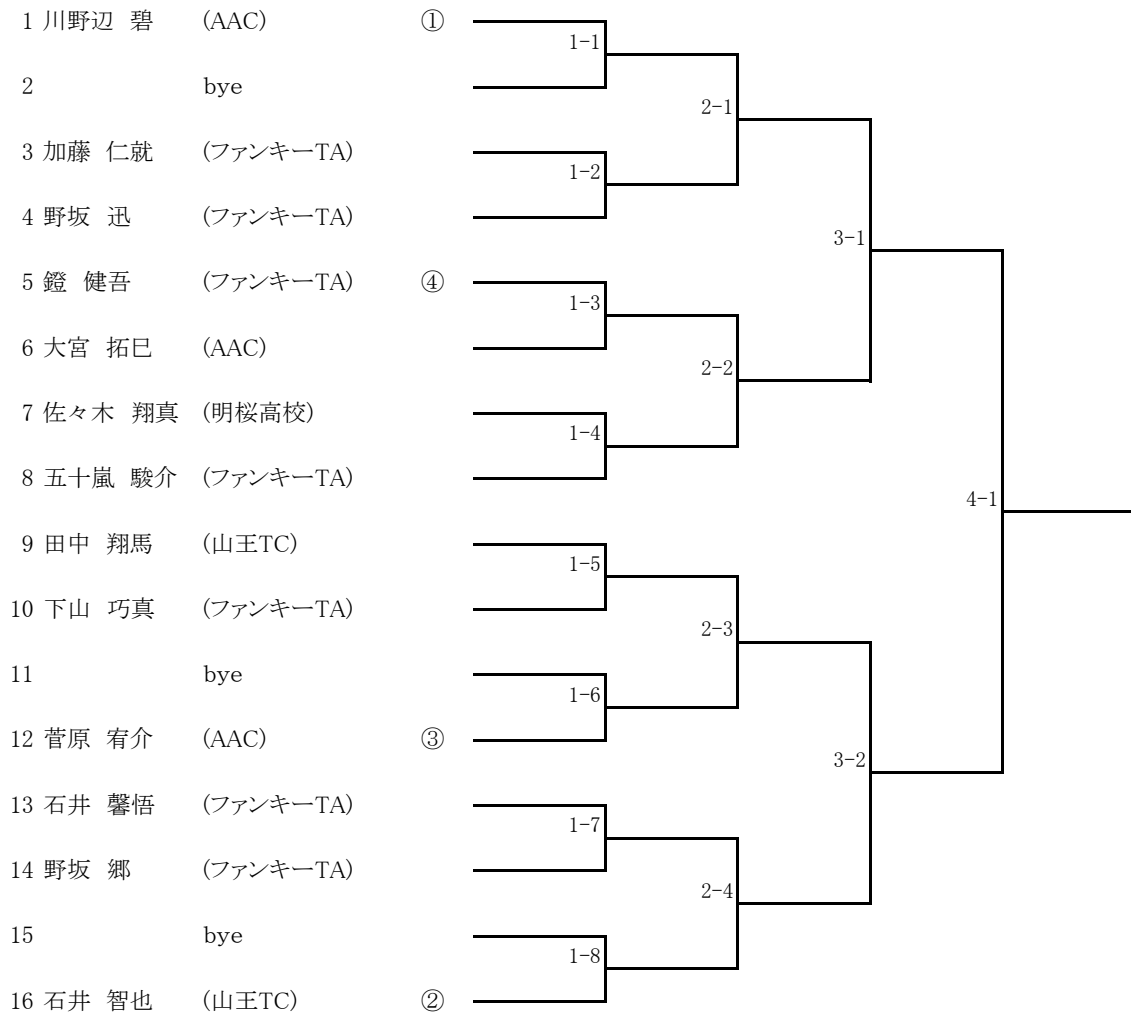 1 川野辺 碧 (AAC) ①
1-1
2 bye
2-1
3 加藤 仁就 (ファンキーTA)
1-2
4 野坂 迅 (ファンキーTA)
3-1
5 鐙 健吾 (ファンキーTA) ④
1-3
6 大宮 拓巳 (AAC)
2-2
7 佐々木 翔真 (明桜高校)
1-4
8 五十嵐 駿介 (ファンキーTA)
4-1
9 田中 翔馬 (山王TC)
1-5
10 下山 巧真 (ファンキーTA)
2-3
11 bye
1-6
12 菅原 宥介 (AAC) ③
3-2
13 石井 馨悟 (ファンキーTA)
1-7
14 野坂 郷 (ファンキーTA)
2-4
15 bye
1-8
16 石井 智也 (山王TC) ②